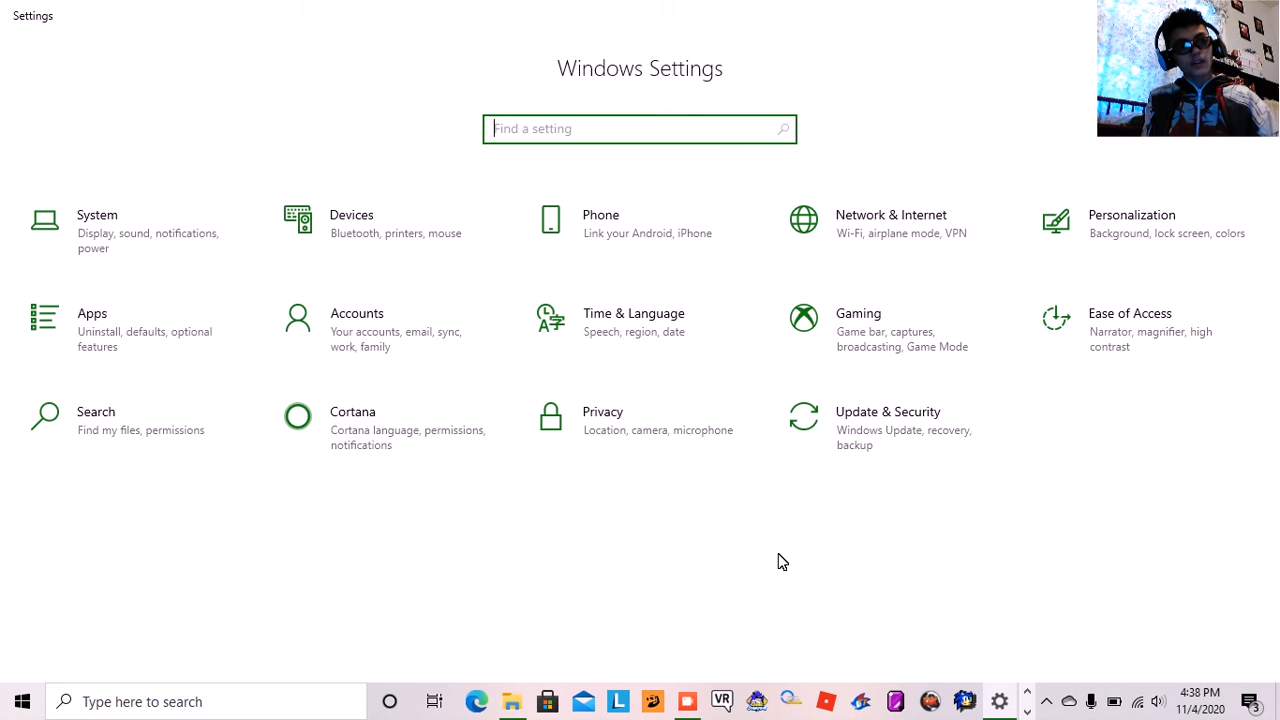 Settings
Windows Settings
Find a setting
System
Display, sound, notifications,
power
Devices
Bluetooth, printers, mouse
Phone
Link your Android, iPhone
Network & Internet
Wi-Fi, airplane mode, VPN
Personalization
Background, lock screen, colors
Apps
Uninstall, defaults, optional
features
Accounts
Your accounts, email, sync,
work, family
Time & Language
Speech, region, date
Gaming
Game bar, captures,
broadcasting, Game Mode
Ease of Access
Narrator, magnifier, high
contrast
Search
Find my files, permissions
Cortana
Cortana language, permissions,
notifications
Privacy
Location, camera, microphone
Update & Security
Windows Update, recovery,
backup
Type here to search
L
VR
4:38 PM
11/4/2020
3